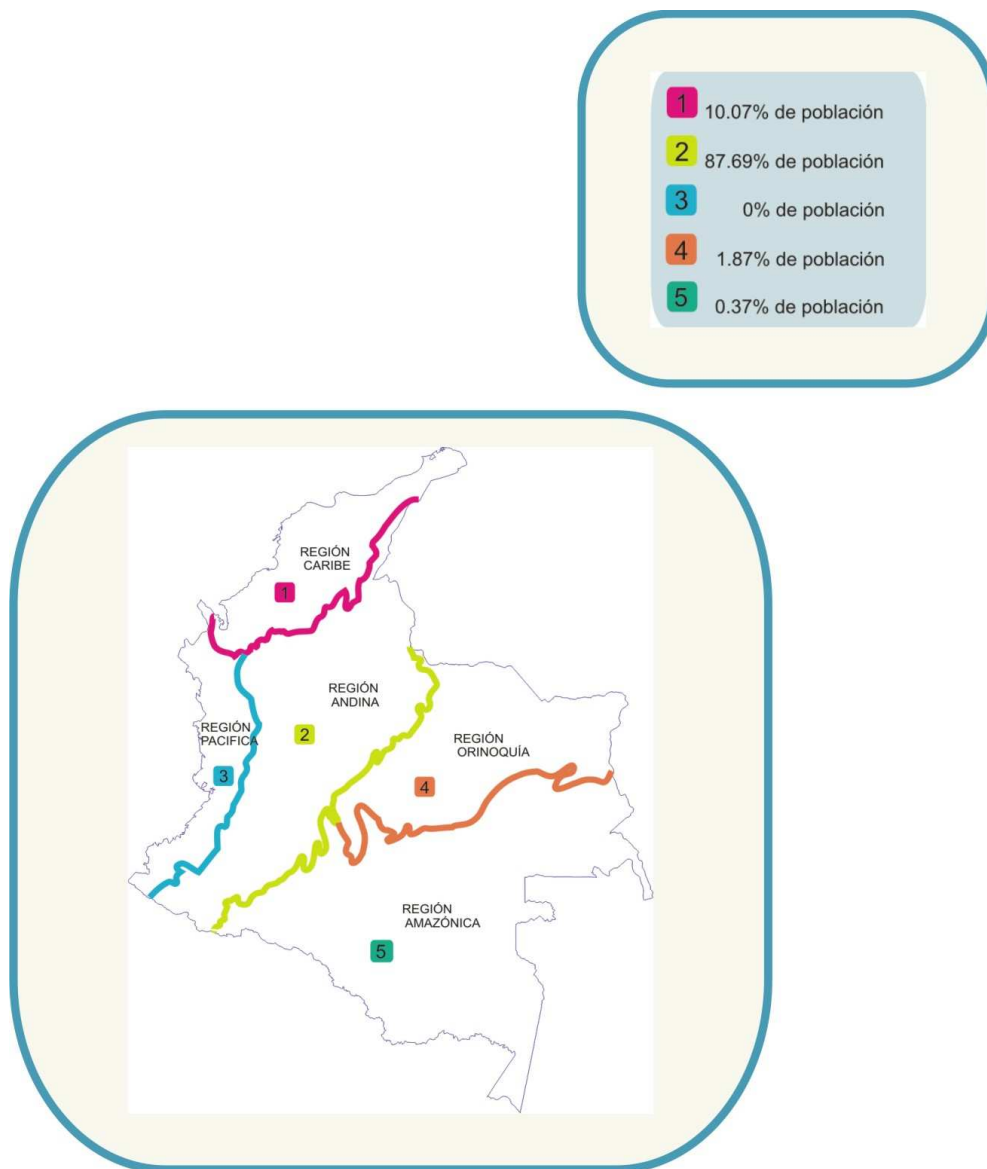 1 10.07% de población
2 87.69% de población
3 0% de población
4 1.87% de población
5 0.37% de población
REGIÓN
CARIBE
1
REGIÓN
ANDINA
2
REGIÓN
PACIFICA
3
REGIÓN
ORINOQUÍA
4
REGIÓN
AMAZÓNICA
5